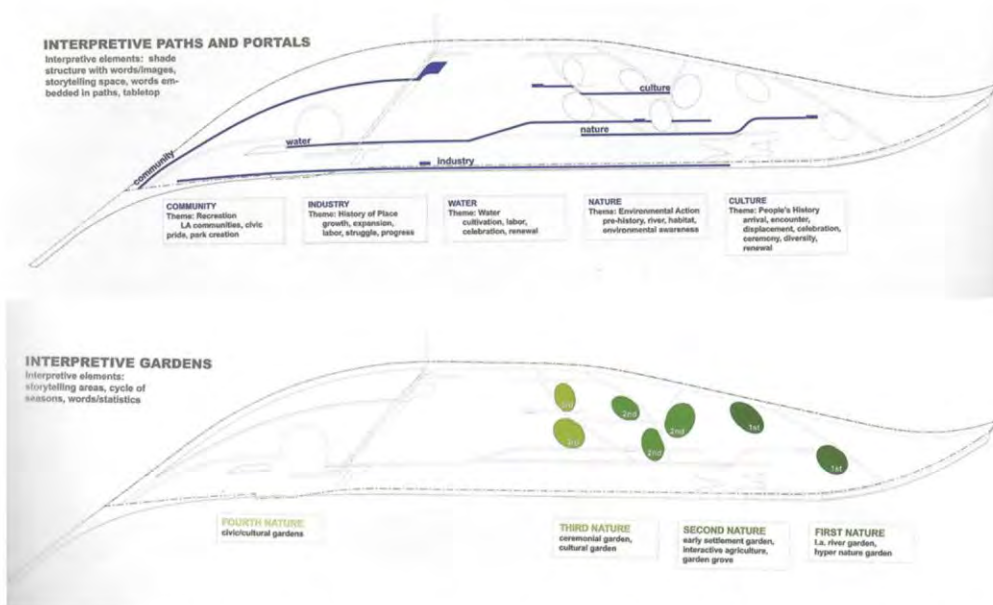 INTERPRETIVE PATHS AND PORTALS
Interpretive elements: shade
structure with words/images,
storytelling space, words em-
bedded in paths, tabletop
culture
nature
water
industry
community
COMMUNITY
Theme: Recreation
LA communities, civic
pride, park creation
INDUSTRY
Theme: History of Place
growth, expansion,
labor, struggle, progress
WATER
Theme: Water
cultivation, labor,
celebration, renewal
NATURE
Theme: Environmental Action
pre-history, river, habitat,
environmental awareness
CULTURE
Theme: People's History
arrival, encounter,
displacement, celebration,
ceremony, diversity,
renewal
INTERPRETIVE GARDENS
Interpretive elements:
storytelling areas, cycle of
seasons, words/statistics
3rd
3rd
2nd
2nd
2nd
1st
1st
FOURTH NATURE
civic/cultural gardens
THIRD NATURE
ceremonial garden,
cultural garden
SECOND NATURE
early settlement garden,
interactive agriculture,
garden grove
FIRST NATURE
l.a. river garden,
hyper nature garden